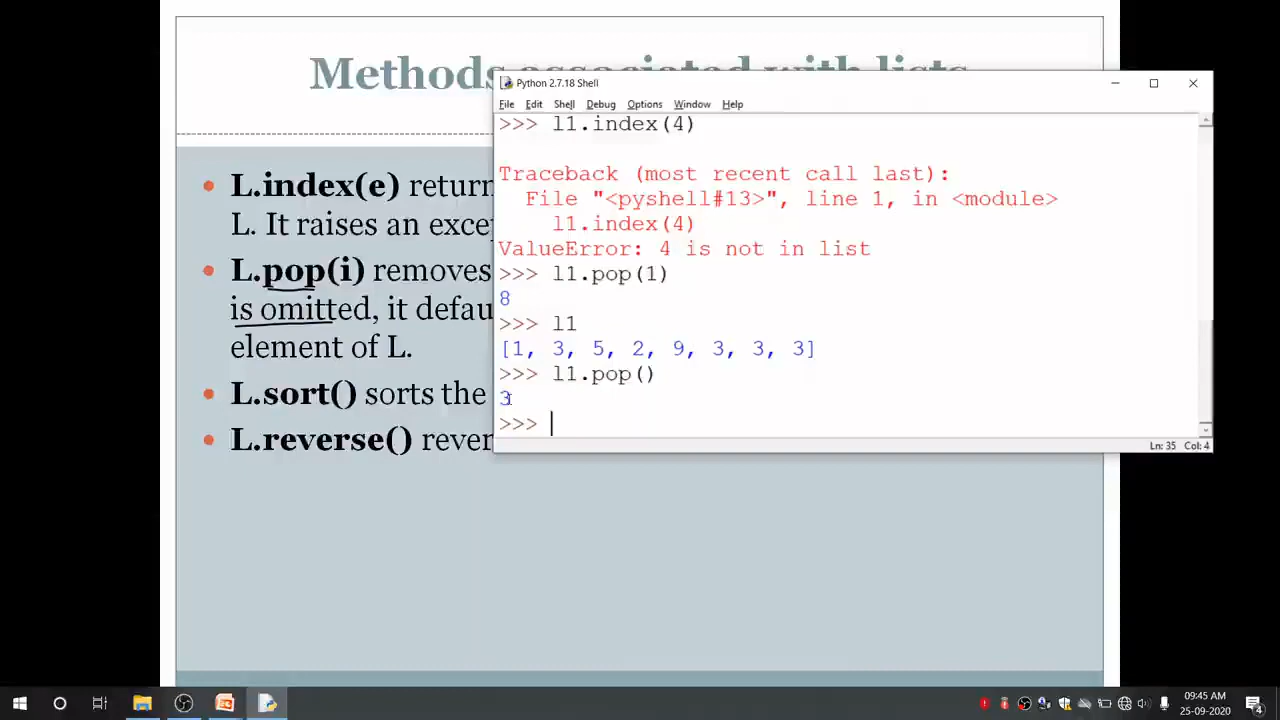 Methods associated with lists
L.index(e) return
L. It raises an excep
L.pop(i) removes
is omitted, it defau
element of L.
L.sort() sorts the
L.reverse() rever
Python 2.7.18 Shell
File Edit Shell Debug Options Window Help
>>> l1.index(4)
Traceback (most recent call last):
File "<pyshell#13>", line 1, in <module>
l1.index(4)
ValueError: 4 is not in list
>>> l1.pop(1)
8
>>> l1
[1, 3, 5, 2, 9, 3, 3, 3]
>>> l1.pop()
3
>>>
Ln: 35 Col: 4
09:45 AM
25-09-2020
4